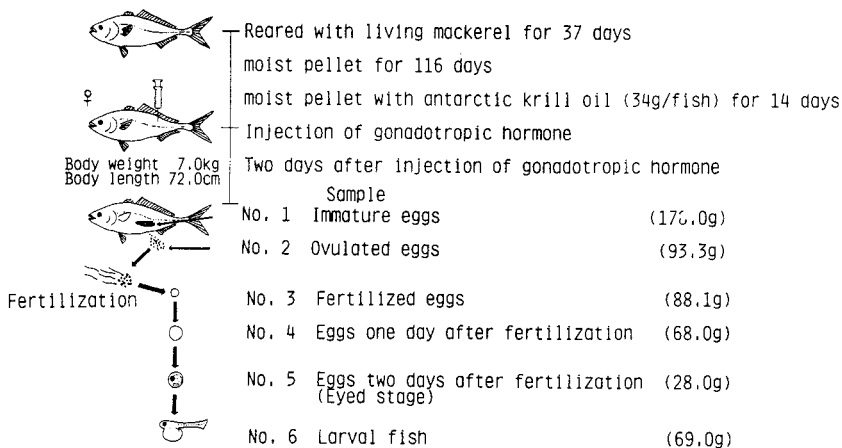 Reared with living mackerel for 37 days
moist pellet for 116 days
♀ moist pellet with antarctic krill oil (34g/fish) for 14 days
Injection of gonadotropic hormone
Body weight 7.0kg
Body length 72.0cm
Two days after injection of gonadotropic hormone
Sample
No. 1 Immature eggs
No. 2 Ovulated eggs (93.3g)
Fertilization
No. 3 Fertilized eggs (88.1g)
No. 4 Eggs one day after fertilization (68.0g)
No. 5 Eggs two days after fertilization (28.0g)
(Eyed stage)
No. 6 Larval fish (69.0g)